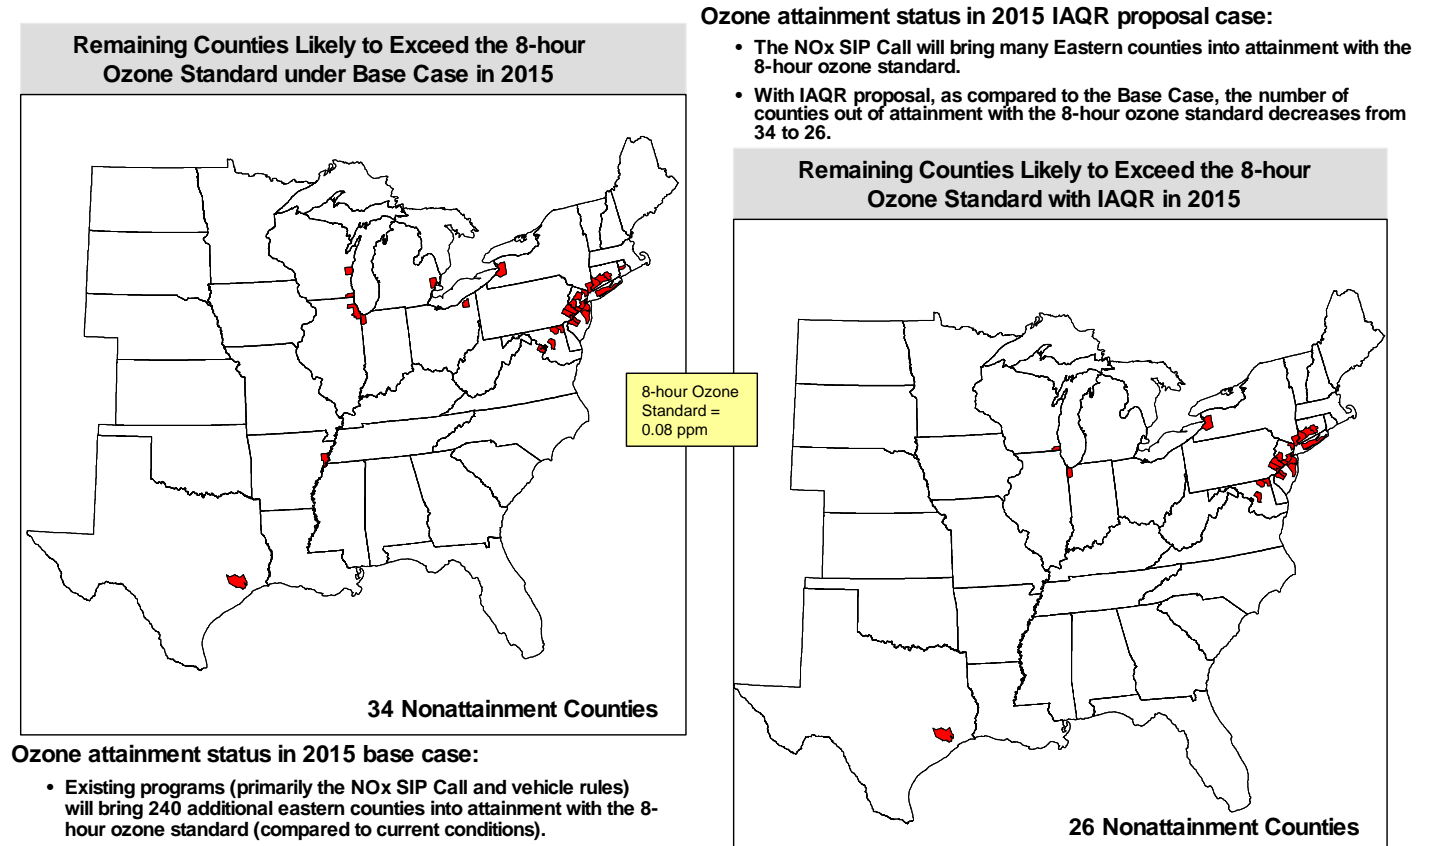 Remaining Counties Likely to Exceed the 8-hour
Ozone Standard under Base Case in 2015
34 Nonattainment Counties
Ozone attainment status in 2015 base case:
• Existing programs (primarily the NOx SIP Call and vehicle rules)
will bring 240 additional eastern counties into attainment with the 8-
hour ozone standard (compared to current conditions).
8-hour Ozone
Standard =
0.08 ppm
Ozone attainment status in 2015 IAQR proposal case:
• The NOx SIP Call will bring many Eastern counties into attainment with the
8-hour ozone standard.
• With IAQR proposal, as compared to the Base Case, the number of
counties out of attainment with the 8-hour ozone standard decreases from
34 to 26.
Remaining Counties Likely to Exceed the 8-hour
Ozone Standard with IAQR in 2015
26 Nonattainment Counties